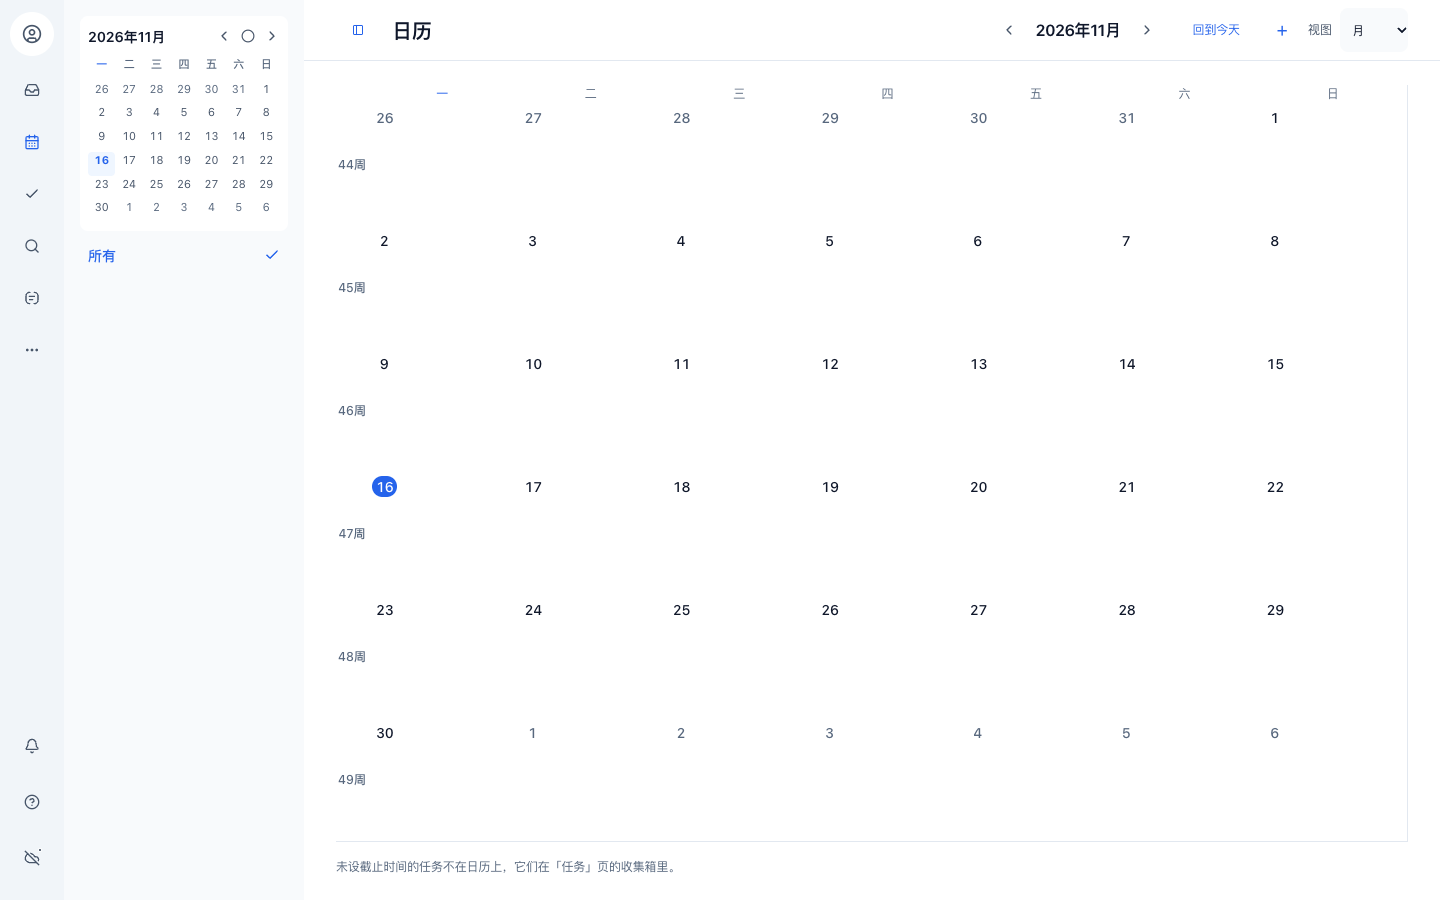 2026年11月
一 二 三 四 五 六 日
26 27 28 29 30 31 1
2 3 4 5 6 7 8
9 10 11 12 13 14 15
16 17 18 19 20 21 22
23 24 25 26 27 28 29
30 1 2 3 4 5 6
所有
日历
2026年11月
回到今天
视图
月
一 二 三 四 五 六 日
26 27 28 29 30 31 1
44周
2 3 4 5 6 7 8
45周
9 10 11 12 13 14 15
46周
16 17 18 19 20 21 22
47周
23 24 25 26 27 28 29
48周
30 1 2 3 4 5 6
49周
未设截止时间的任务不在日历上，它们在「任务」页的收集箱里。